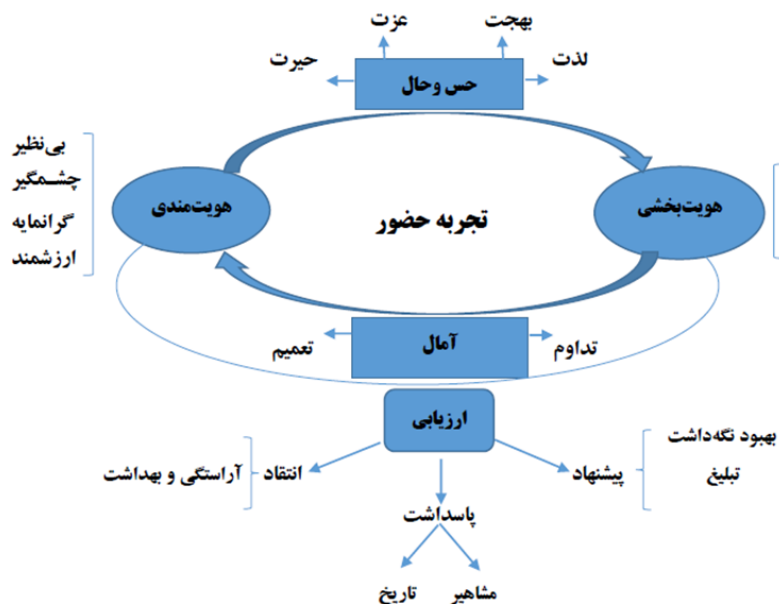 بهجت
عزت
لذت
حس وحال
حیرت
بی‌نظیر
چشمگیر
گرانمایه
ارزشمند
هویت‌بخشی
تجربه حضور
هویت‌مندی
تداوم
آمال
تعمیم
ارزیابی
بهبود نگه‌داشت
تبلیغ
پیشنهاد
انتقاد
آراستگی و بهداشت
پاسداشت
مشاهیر
تاریخ